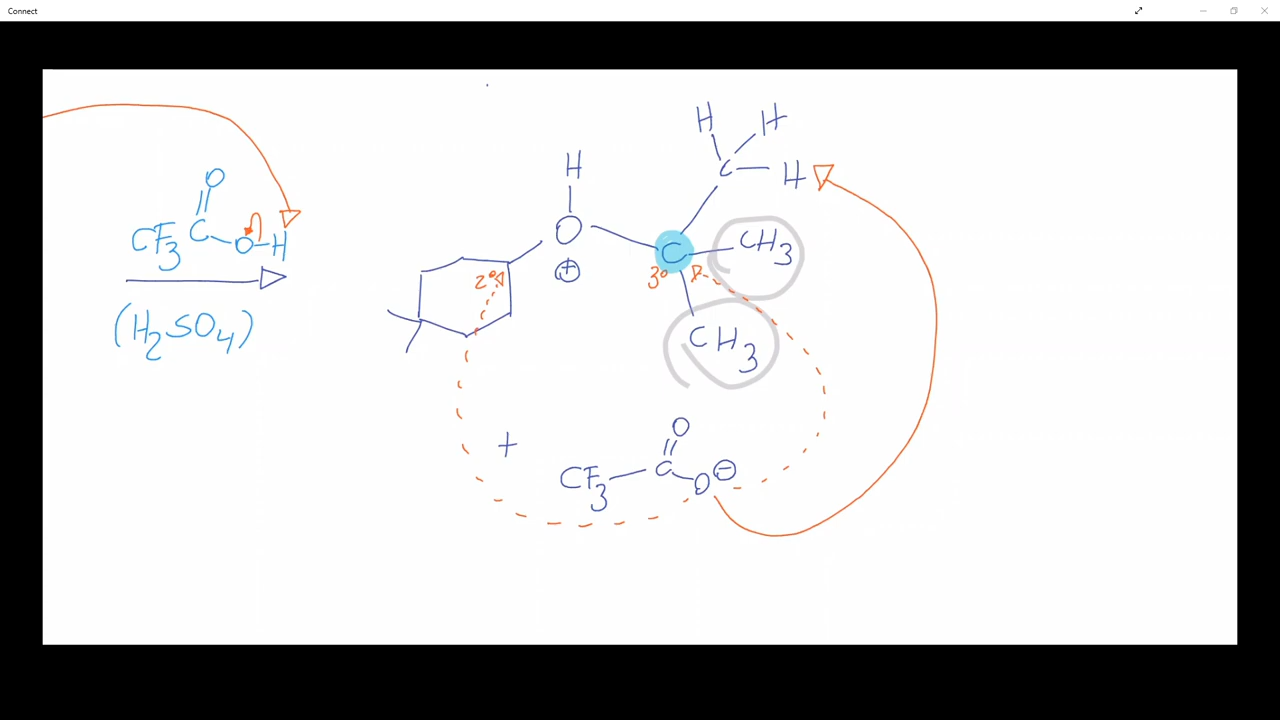 Connect
H H
H
O
H
C
H
CF3 C
O-H
O
C
CH3
⊕
2°
3°
(H2SO4)
CH3
O
+
CF3
C
O ⊖